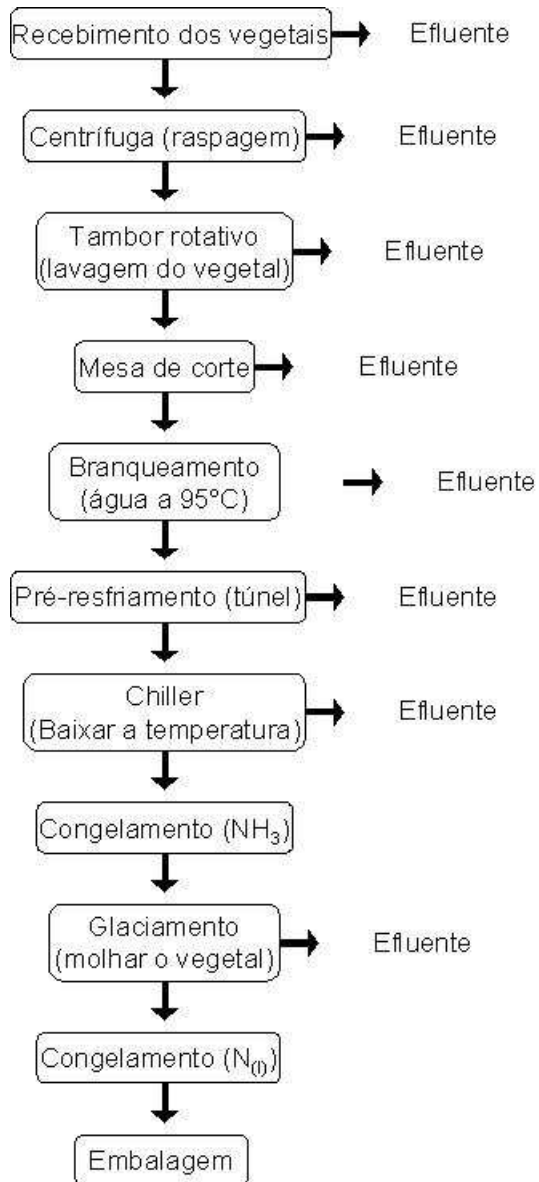 Recebimento dos vegetais Efluente
Centrífuga (raspagem) Efluente
Tambor rotativo
(lavagem do vegetal) Efluente
Mesa de corte Efluente
Branqueamento
(água a 95°C) Efluente
Pré-resfriamento (túnel) Efluente
Chiller
(Baixar a temperatura) Efluente
Congelamento (NH₃)
Glaciamento
(molhar o vegetal) Efluente
Congelamento (N₍ₗ₎)
Embalagem